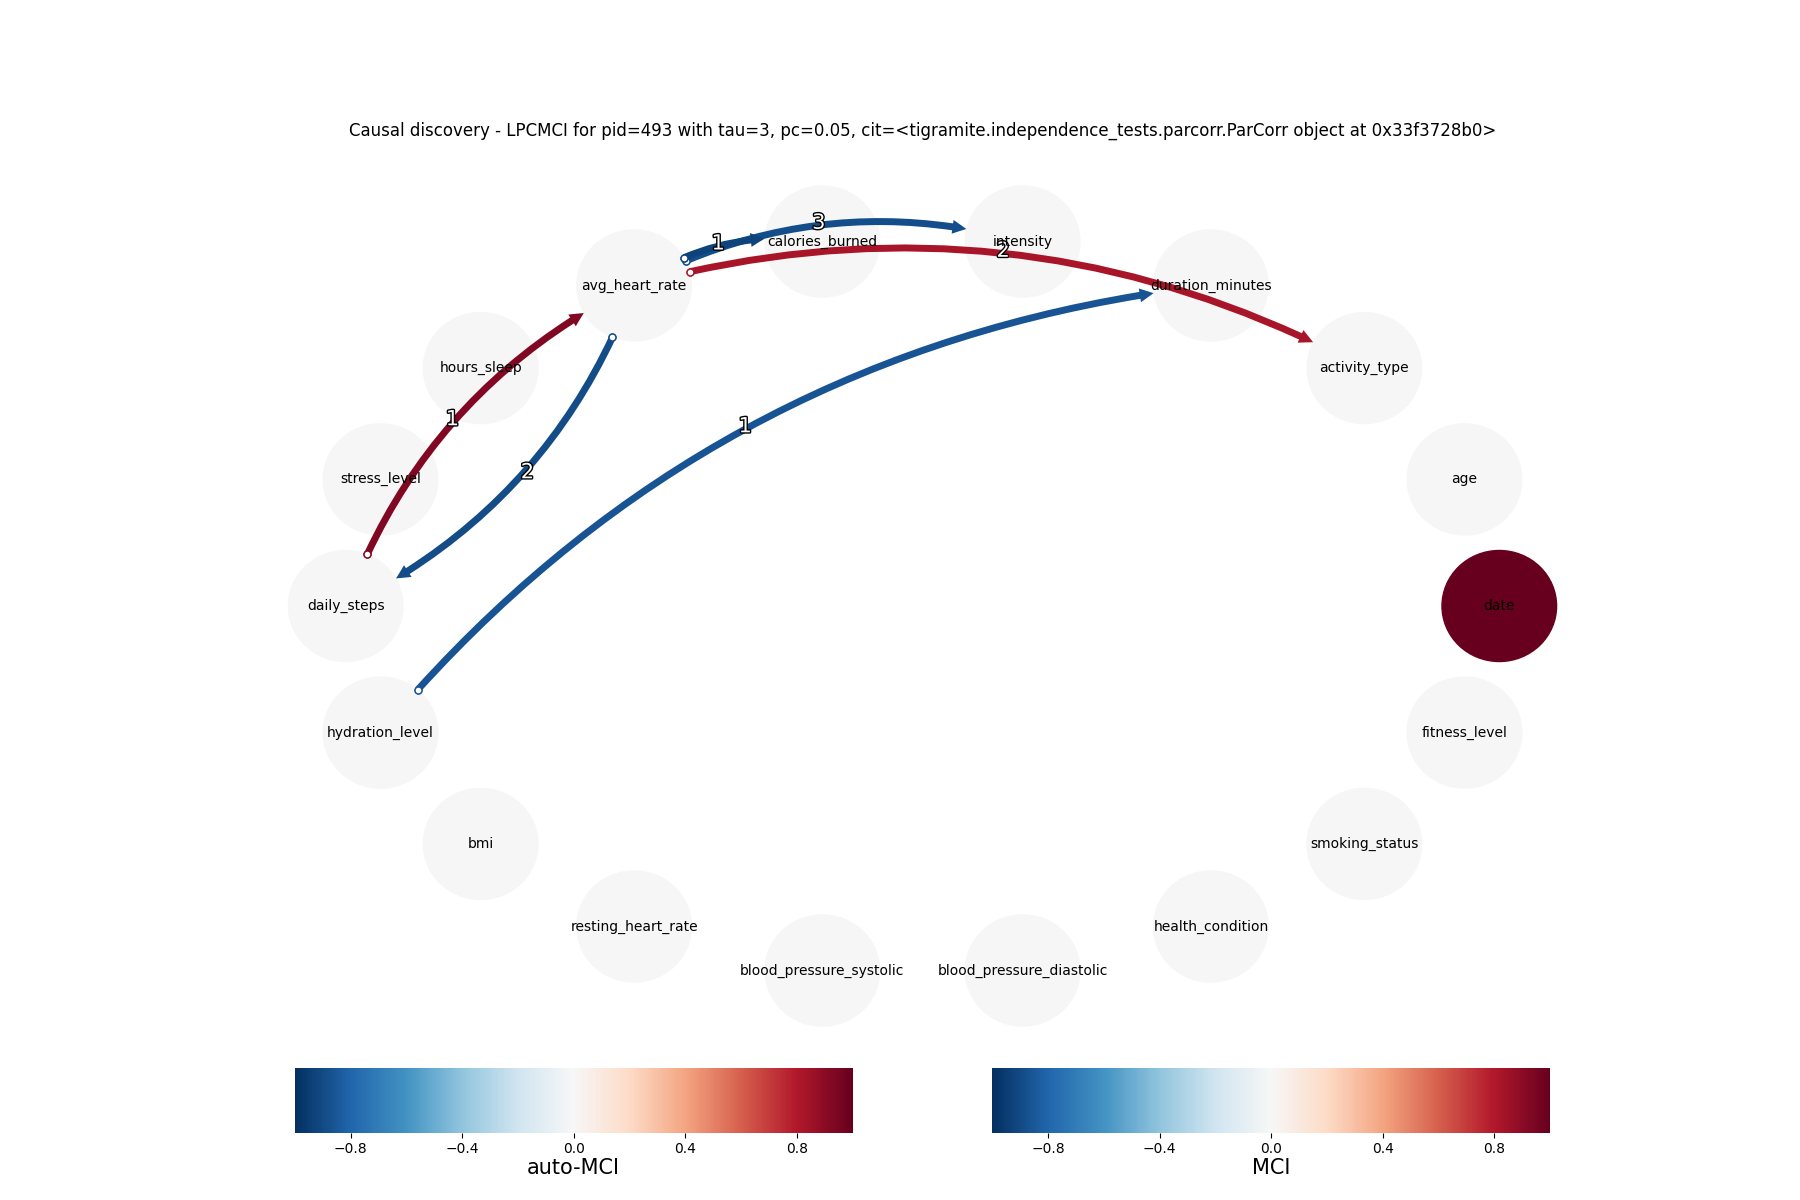 Causal discovery - LPCMCI for pid=493 with tau=3, pc=0.05, cit=<tigramite.independence_tests.parcorr.ParCorr object at 0x33f3728b0>
3
1 calories_burned intensity
2
avg_heart_rate duration_minutes
hours_sleep activity_type
1
1
2
stress_level age
daily_steps date
hydration_level fitness_level
bmi smoking_status
resting_heart_rate health_condition
blood_pressure_systolic blood_pressure_diastolic
−0.8 −0.4 0.0 0.4 0.8 −0.8 −0.4 0.0 0.4 0.8
auto-MCI MCI